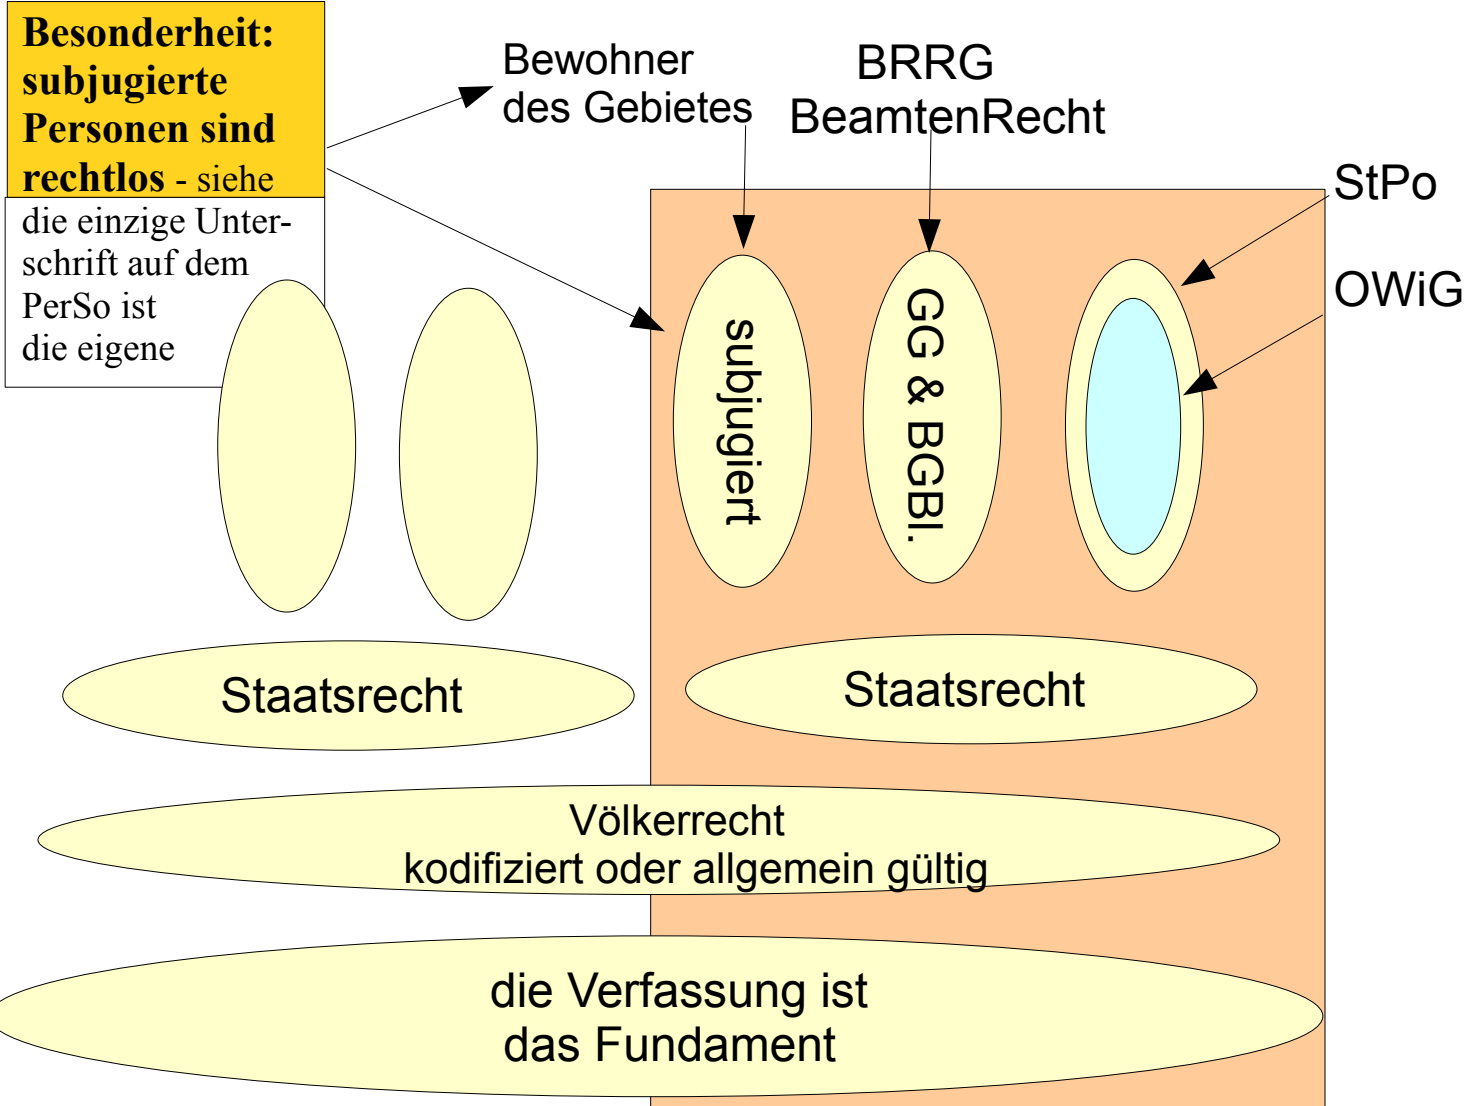 Besonderheit:
subjugierte
Personen sind
rechtlos - siehe
die einzige Unter-
schrift auf dem
PerSo ist
die eigene
Bewohner
des Gebietes
BRRG
BeamtenRecht
StPo
OWiG
subjugiert
GG & BGBl.
Staatsrecht
Staatsrecht
Völkerrecht
kodifiziert oder allgemein gültig
die Verfassung ist
das Fundament